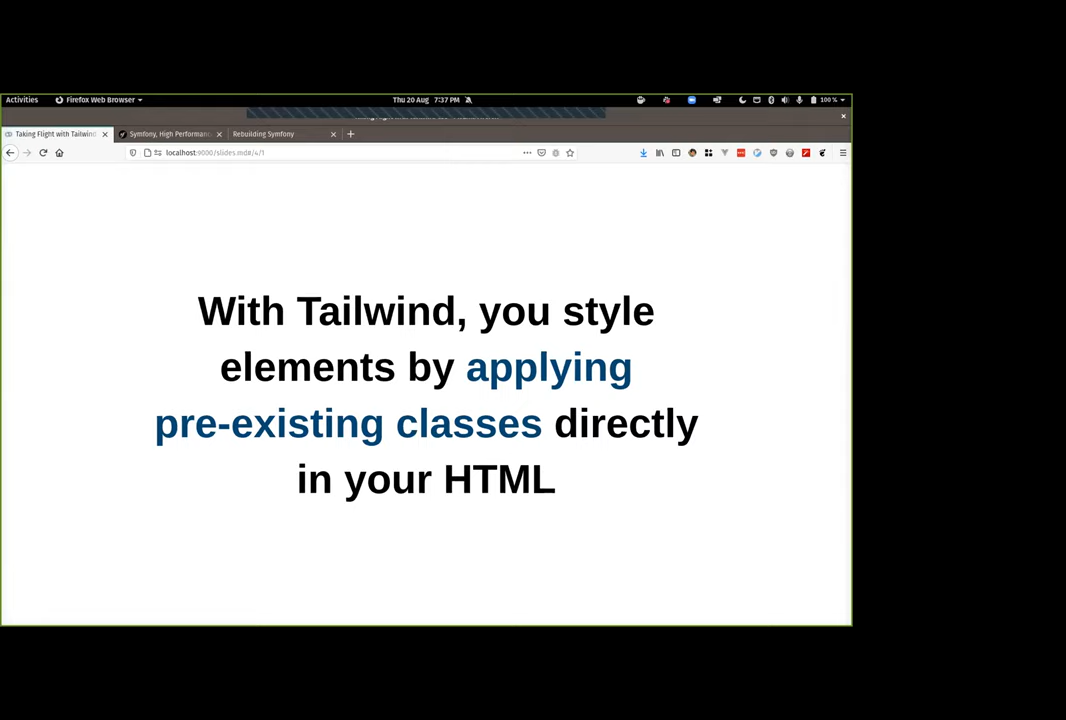 Activities Firefox Web Browser Thu 20 Aug 7:37 PM 100 %
Taking Flight with Tailwind Symfony, High Performanc Rebuilding Symfony
localhost:9000/slides.md#/4/1
With Tailwind, you style
elements by applying
pre-existing classes directly
in your HTML